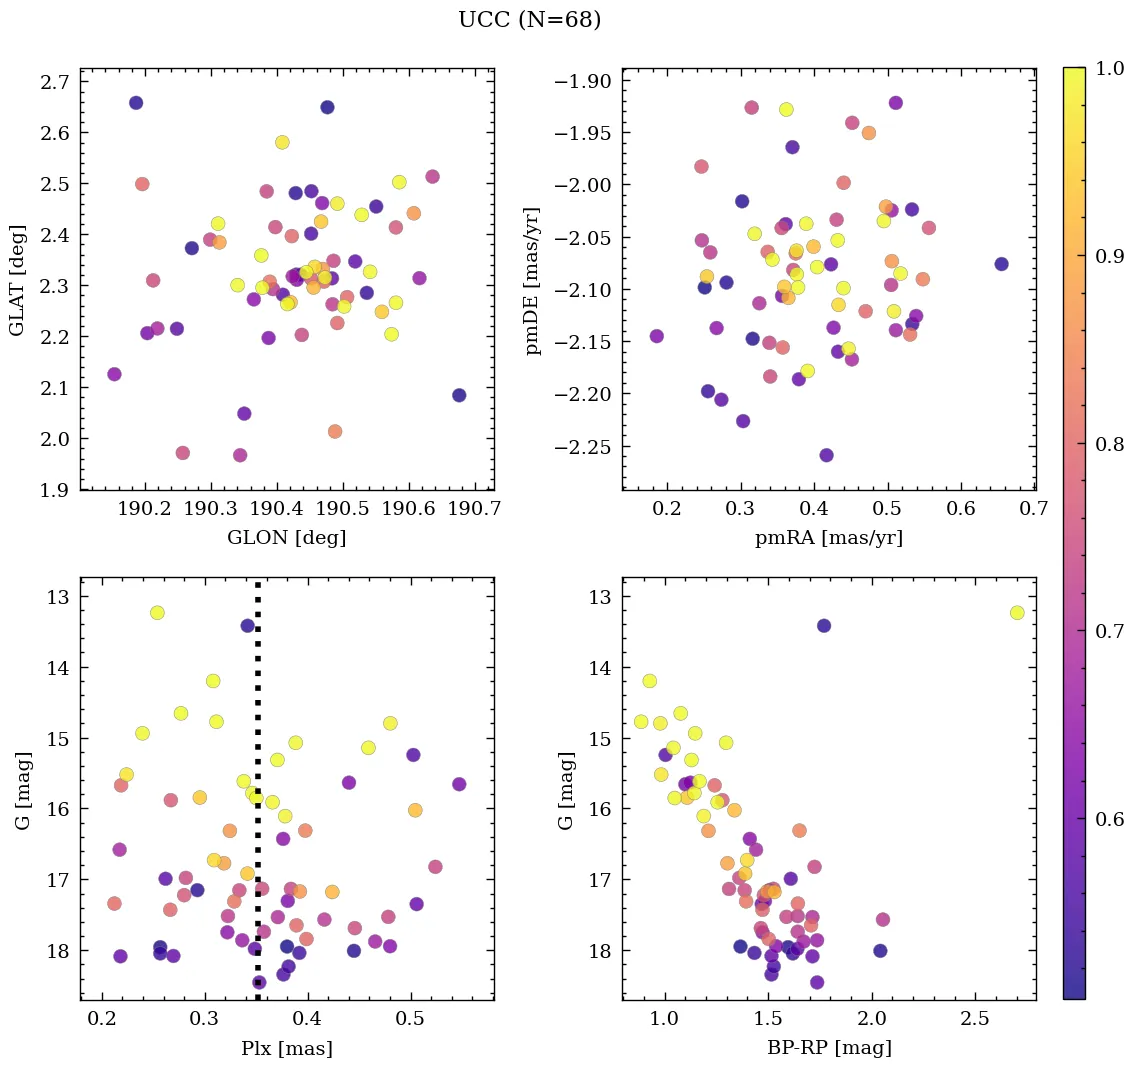 UCC (N=68)
2.7
2.6
2.5
2.4
2.3
2.2
2.1
2.0
1.9
GLAT [deg]
190.2 190.3 190.4 190.5 190.6 190.7
GLON [deg]
−1.90
−1.95
−2.00
−2.05
−2.10
−2.15
−2.20
−2.25
pmDE [mas/yr]
0.2 0.3 0.4 0.5 0.6 0.7
pmRA [mas/yr]
13
14
15
16
17
18
G [mag]
0.2 0.3 0.4 0.5
Plx [mas]
13
14
15
16
17
18
G [mag]
1.0 1.5 2.0 2.5
BP-RP [mag]
1.0
0.9
0.8
0.7
0.6